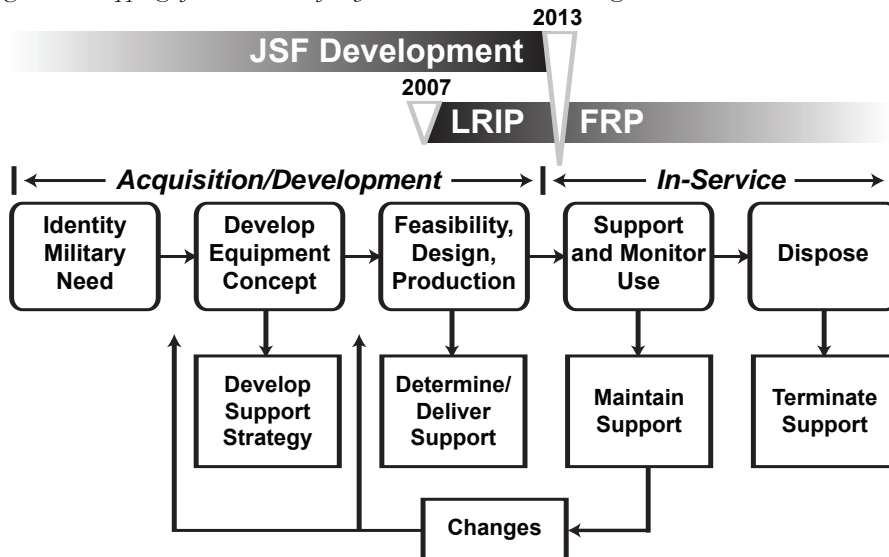 2013
JSF Development
2007
LRIP
FRP
Acquisition/Development
In-Service
Identity
Military
Need
Develop
Equipment
Concept
Feasibility,
Design,
Production
Support
and Monitor
Use
Dispose
Develop
Support
Strategy
Determine/
Deliver
Support
Maintain
Support
Terminate
Support
Changes